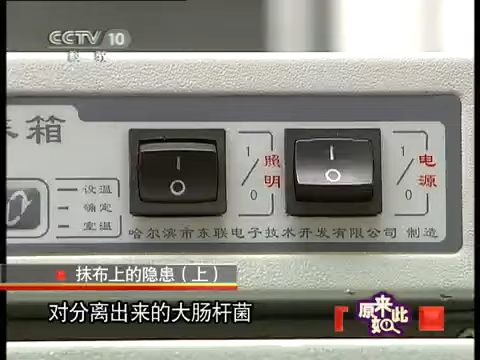 CCTV 10
科教
养箱
1/0 照明
1/0 电源
设温
确定
室温
哈尔滨市东联电子技术开发有限公司 制造
抹布上的隐患（上）
对分离出来的大肠杆菌
原来如此